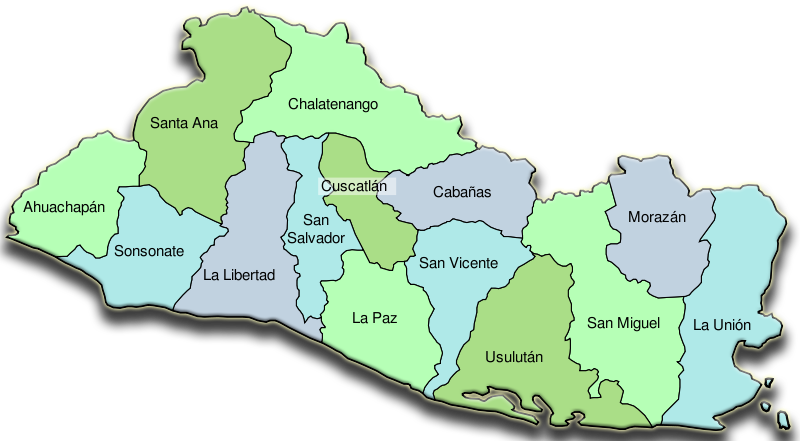 Chalatenango
Santa Ana
Cuscatlán
Cabañas
Ahuachapán
San
Salvador
Morazán
Sonsonate
La Libertad
San Vicente
La Paz
San Miguel
La Unión
Usulután